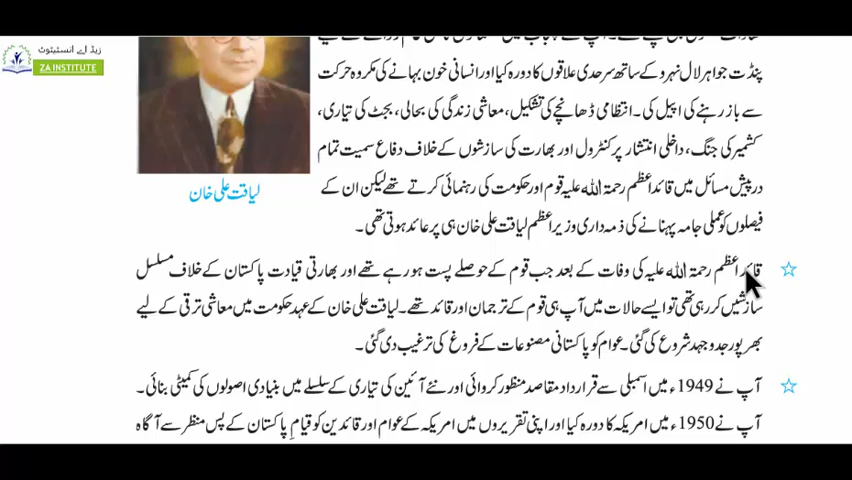 زیڈ اے انسٹیٹیوٹ
ZA INSTITUTE
پنڈت جواہر لال نہرو کے ساتھ سرحدی علاقوں کا دورہ کیا اور انسانی خون بہانے کی مکروہ حرکت
سے باز رہنے کی اپیل کی۔ انتظامی ڈھانچے کی تشکیل، معاشی زندگی کی بحالی، بجٹ کی تیاری،
کشمیر کی جنگ، داخلی انتشار پر کنٹرول اور بھارت کی سازشوں کے خلاف دفاع سمیت تمام
درپیش مسائل میں قائداعظم رحمۃ اللہ علیہ قوم اور حکومت کی رہنمائی کرتے تھے لیکن ان کے
فیصلوں کو عملی جامہ پہنانے کی ذمہ داری وزیراعظم لیاقت علی خان ہی پر عائد ہوتی تھی۔
لیاقت علی خان
قائداعظم رحمۃ اللہ علیہ کی وفات کے بعد جب قوم کے حوصلے پست ہو رہے تھے اور بھارتی قیادت پاکستان کے خلاف مسلسل
سازشیں کر رہی تھی تو ایسے حالات میں آپ ہی قوم کے ترجمان اور قائد تھے۔ لیاقت علی خان کے عہد حکومت میں معاشی ترقی کے لیے
بھرپور جدوجہد شروع کی گئی۔ عوام کو پاکستانی مصنوعات کے فروغ کی ترغیب دی گئی۔
آپ نے 1949ء میں اسمبلی سے قرارداد مقاصد منظور کروائی اور نئے آئین کی تیاری کے سلسلے میں بنیادی اصولوں کی کمیٹی بنائی۔
آپ نے 1950ء میں امریکہ کا دورہ کیا اور اپنی تقریروں میں امریکہ کے عوام اور قائدین کو قیامِ پاکستان کے پس منظر سے آگاہ